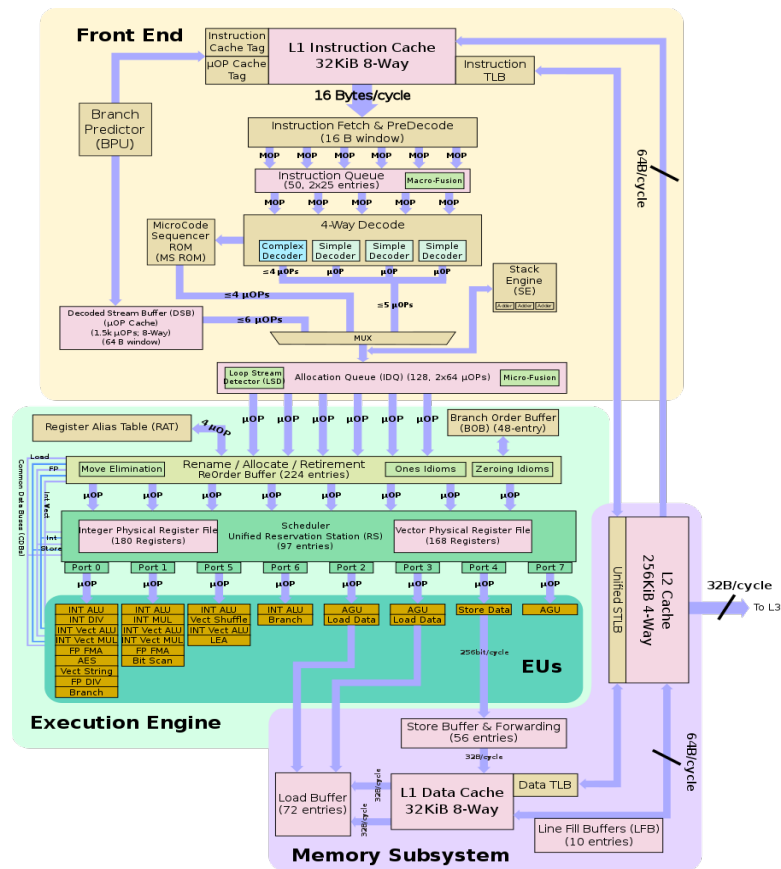 Front End
Instruction
Cache Tag
µOP Cache
Tag
L1 Instruction Cache
32KiB 8-Way
Instruction
TLB
16 Bytes/cycle
Branch
Predictor
(BPU)
Instruction Fetch & PreDecode
(16 B window)
MOP MOP MOP MOP MOP MOP
Instruction Queue
(50, 2x25 entries)
Macro-Fusion
MOP MOP MOP MOP MOP
64B/cycle
4-Way Decode
Complex Decoder
Simple Decoder
Simple Decoder
Simple Decoder
MicroCode
Sequencer
ROM
(MS ROM)
≤4 µOPs µOP µOP µOP
Stack
Engine
(SE)
Adder Adder Adder
≤4 µOPs
≤5 µOPs
Decoded Stream Buffer (DSB)
(µOP Cache)
(1.5k µOPs; 8-Way)
(64 B window)
≤6 µOPs
MUX
Loop Stream
Detector (LSD)
Allocation Queue (IDQ) (128, 2x64 µOPs)
Micro-Fusion
µOP µOP µOP µOP µOP µOP
Register Alias Table (RAT)
4 µOP
Branch Order Buffer
(BOB) (48-entry)
Common Data Buses (CDBs)
Load
FP
Int Vect
Int
Store
Rename / Allocate / Retirement
ReOrder Buffer (224 entries)
Move Elimination
Ones Idioms
Zeroing Idioms
µOP µOP µOP µOP µOP µOP µOP µOP
Integer Physical Register File
(180 Registers)
Scheduler
Unified Reservation Station (RS)
(97 entries)
Vector Physical Register File
(168 Registers)
Port 0 Port 1 Port 5 Port 6 Port 2 Port 3 Port 4 Port 7
µOP µOP µOP µOP µOP µOP µOP µOP
INT ALU
INT DIV
INT Vect ALU
INT Vect MUL
FP FMA
AES
Vect String
FP DIV
Branch
INT ALU
INT MUL
INT Vect ALU
INT Vect MUL
FP FMA
Bit Scan
INT ALU
Vect Shuffle
INT Vect ALU
LEA
INT ALU
Branch
AGU
Load Data
AGU
Load Data
Store Data
AGU
256bit/cycle
EUs
Execution Engine
Unified STLB
L2 Cache
256KiB 4-Way
32B/cycle
To L3
Store Buffer & Forwarding
(56 entries)
32B/cycle
64B/cycle
Load Buffer
(72 entries)
32B/cycle
32B/cycle
L1 Data Cache
32KiB 8-Way
Data TLB
Line Fill Buffers (LFB)
(10 entries)
Memory Subsystem